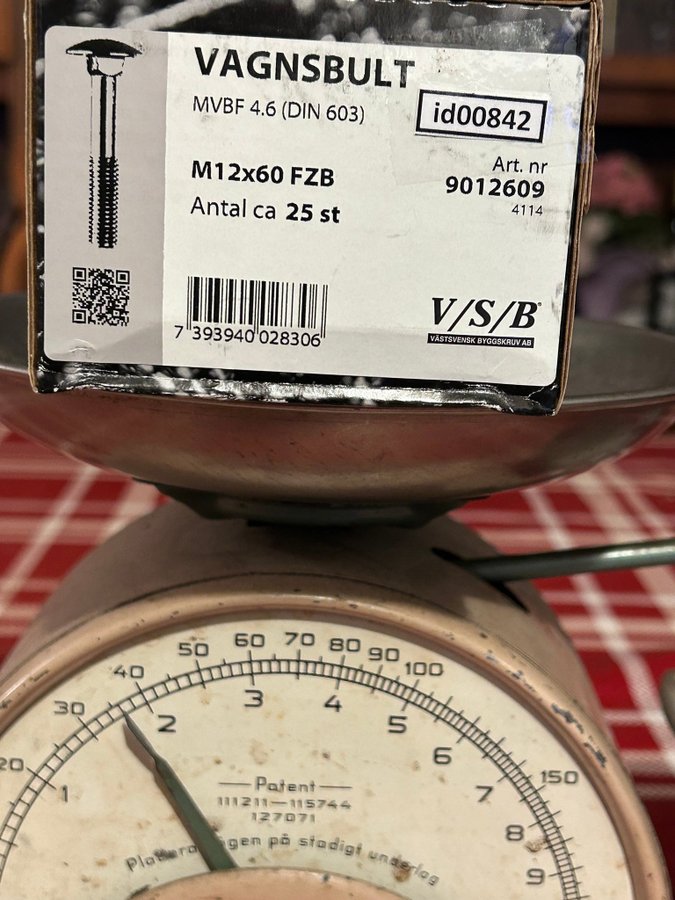 VAGNSBULT
MVBF 4.6 (DIN 603)
id00842
M12x60 FZB
Antal ca 25 st
Art. nr
9012609
4114
7 393940 028306
V/S/B
VÄSTSVENSK BYGGSKRUV AB
20 30 40 50 60 70 80 90 100 150
1 2 3 4 5 6 7 8 9
Patent
111211—115744
127071
på stadigt underlag